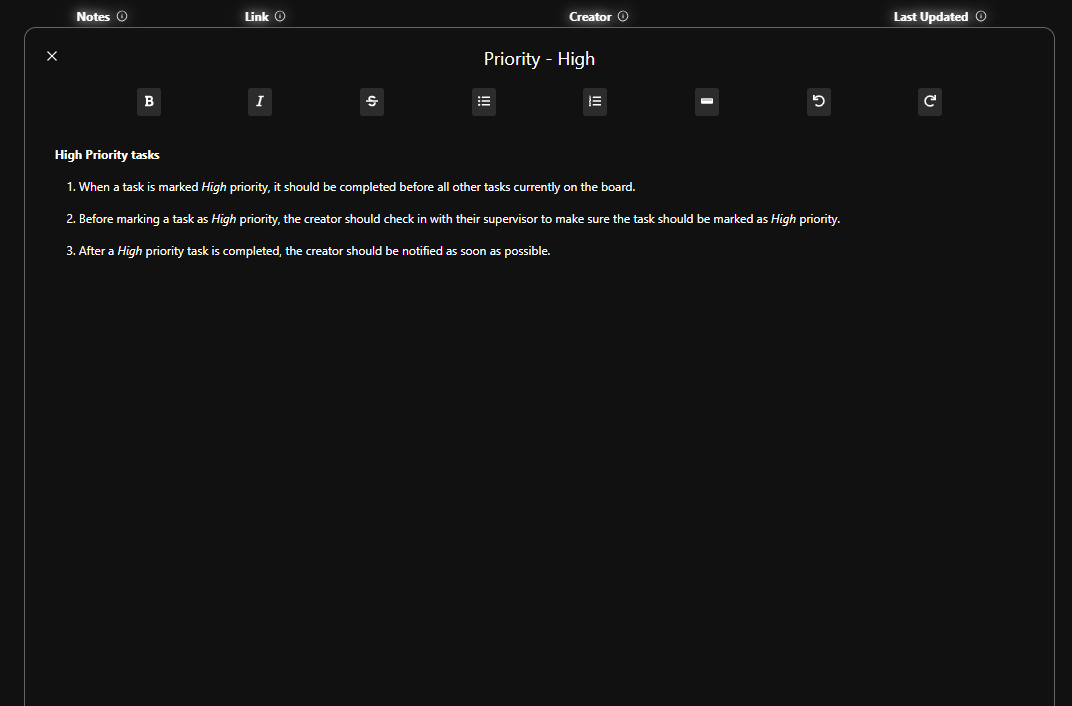 Notes Link Creator Last Updated
Priority - High
High Priority tasks
1. When a task is marked High priority, it should be completed before all other tasks currently on the board.
2. Before marking a task as High priority, the creator should check in with their supervisor to make sure the task should be marked as High priority.
3. After a High priority task is completed, the creator should be notified as soon as possible.